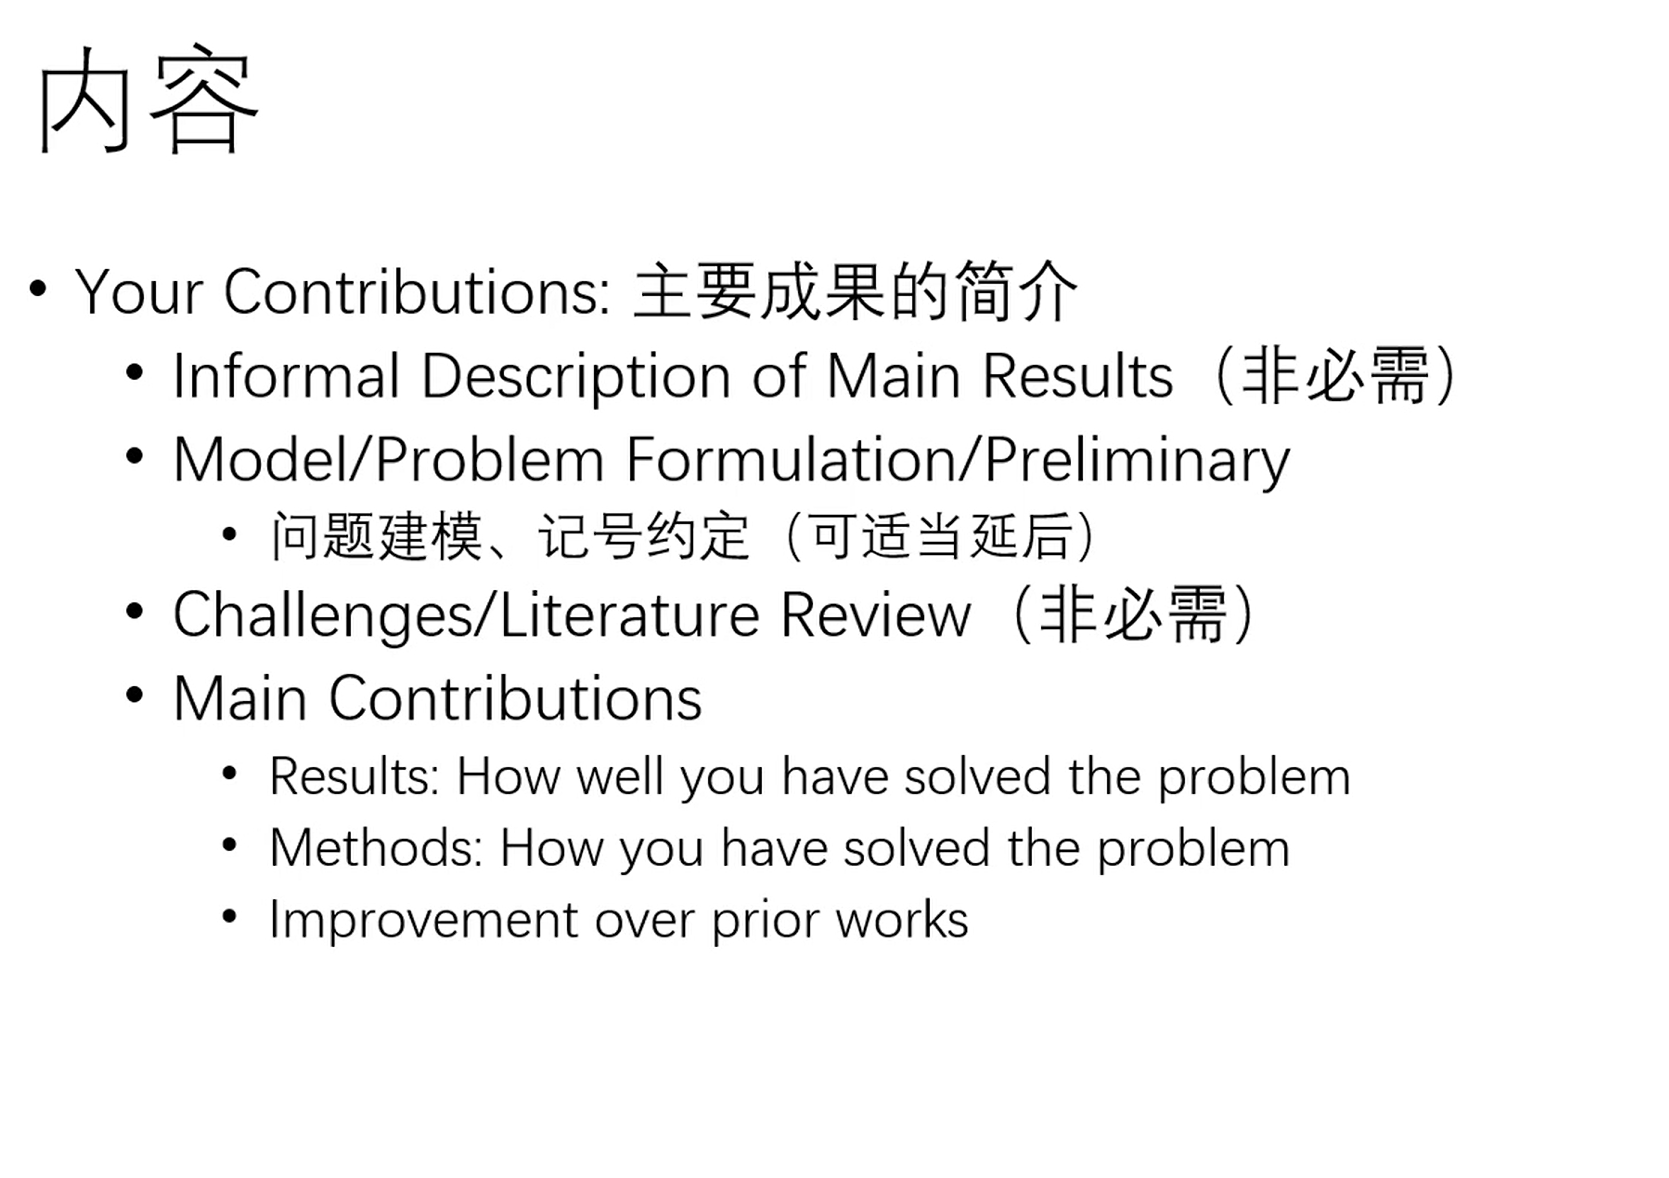 内容
• Your Contributions: 主要成果的简介
• Informal Description of Main Results（非必需）
• Model/Problem Formulation/Preliminary
• 问题建模、记号约定（可适当延后）
• Challenges/Literature Review（非必需）
• Main Contributions
• Results: How well you have solved the problem
• Methods: How you have solved the problem
• Improvement over prior works